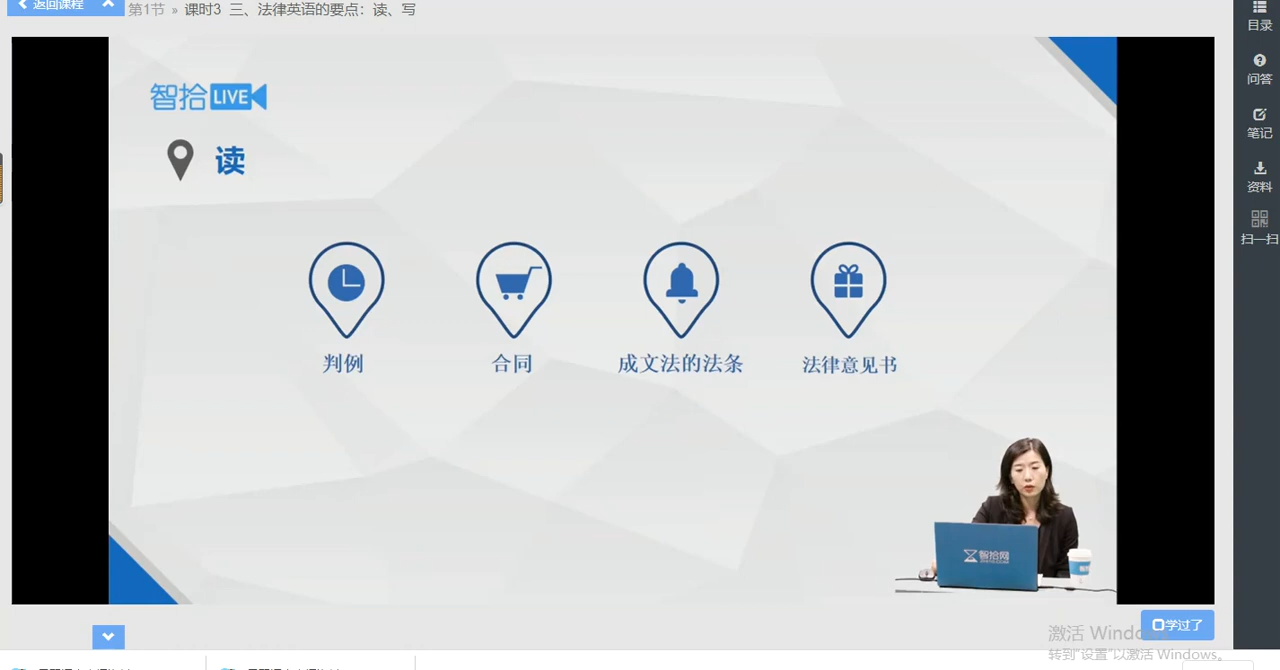 返回课程
第1节 » 课时3 三、法律英语的要点：读、写
目录
问答
笔记
资料
扫一扫
智拾LIVE
读
判例
合同
成文法的法条
法律意见书
智拾网
学过了
激活 Windows
转到"设置"以激活 Windows。